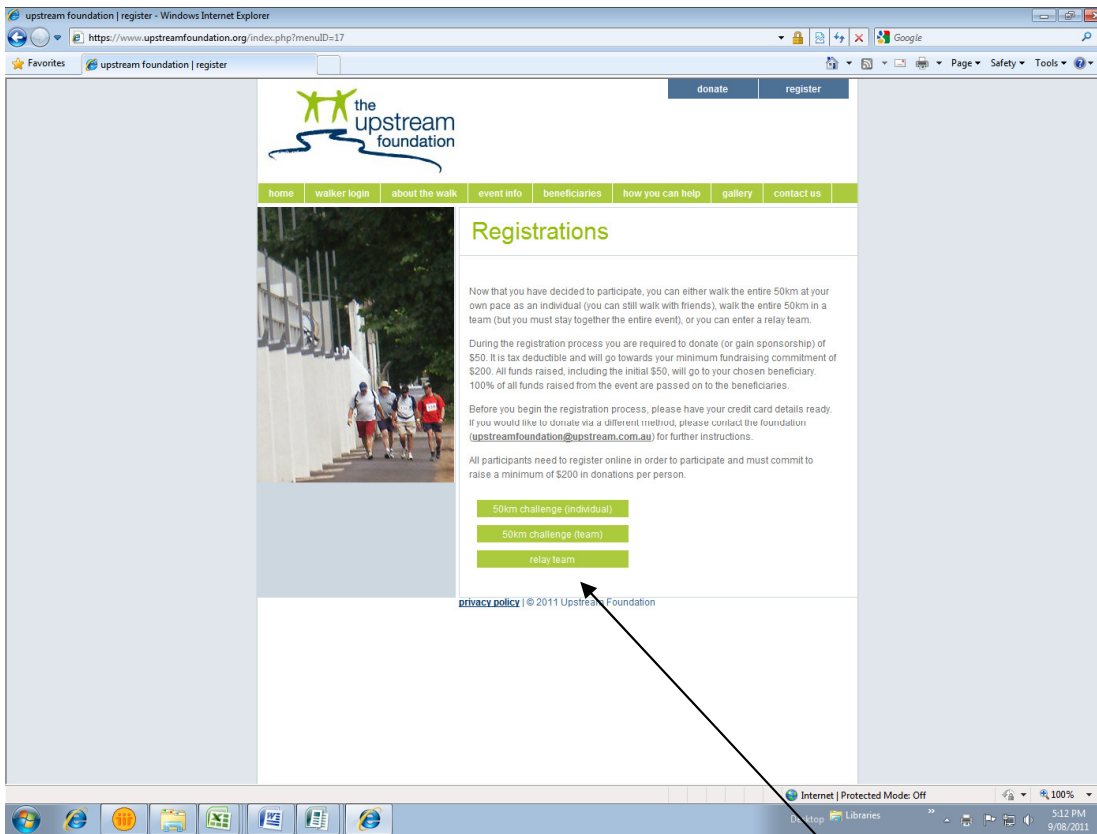 upstream foundation | register - Windows Internet Explorer
https://www.upstreamfoundation.org/index.php?menuID=17
Google
Favorites
upstream foundation | register
Page
Safety
Tools
the
upstream
foundation
donate
register
home
walker login
about the walk
event info
beneficiaries
how you can help
gallery
contact us
Registrations
Now that you have decided to participate, you can either walk the entire 50km at your
own pace as an individual (you can still walk with friends), walk the entire 50km in a
team (but you must stay together the entire event), or you can enter a relay team.
During the registration process you are required to donate (or gain sponsorship) of
$50. It is tax deductible and will go towards your minimum fundraising commitment of
$200. All funds raised, including the initial $50, will go to your chosen beneficiary.
100% of all funds raised from the event are passed on to the beneficiaries.
Before you begin the registration process, please have your credit card details ready.
If you would like to donate via a different method, please contact the foundation
(upstreamfoundation@upstream.com.au) for further instructions.
All participants need to register online in order to participate and must commit to
raise a minimum of $200 in donations per person.
50km challenge (individual)
50km challenge (team)
relay team
privacy policy | © 2011 Upstream Foundation
Internet | Protected Mode: Off
100%
Desktop
Libraries
5:12 PM
9/08/2011